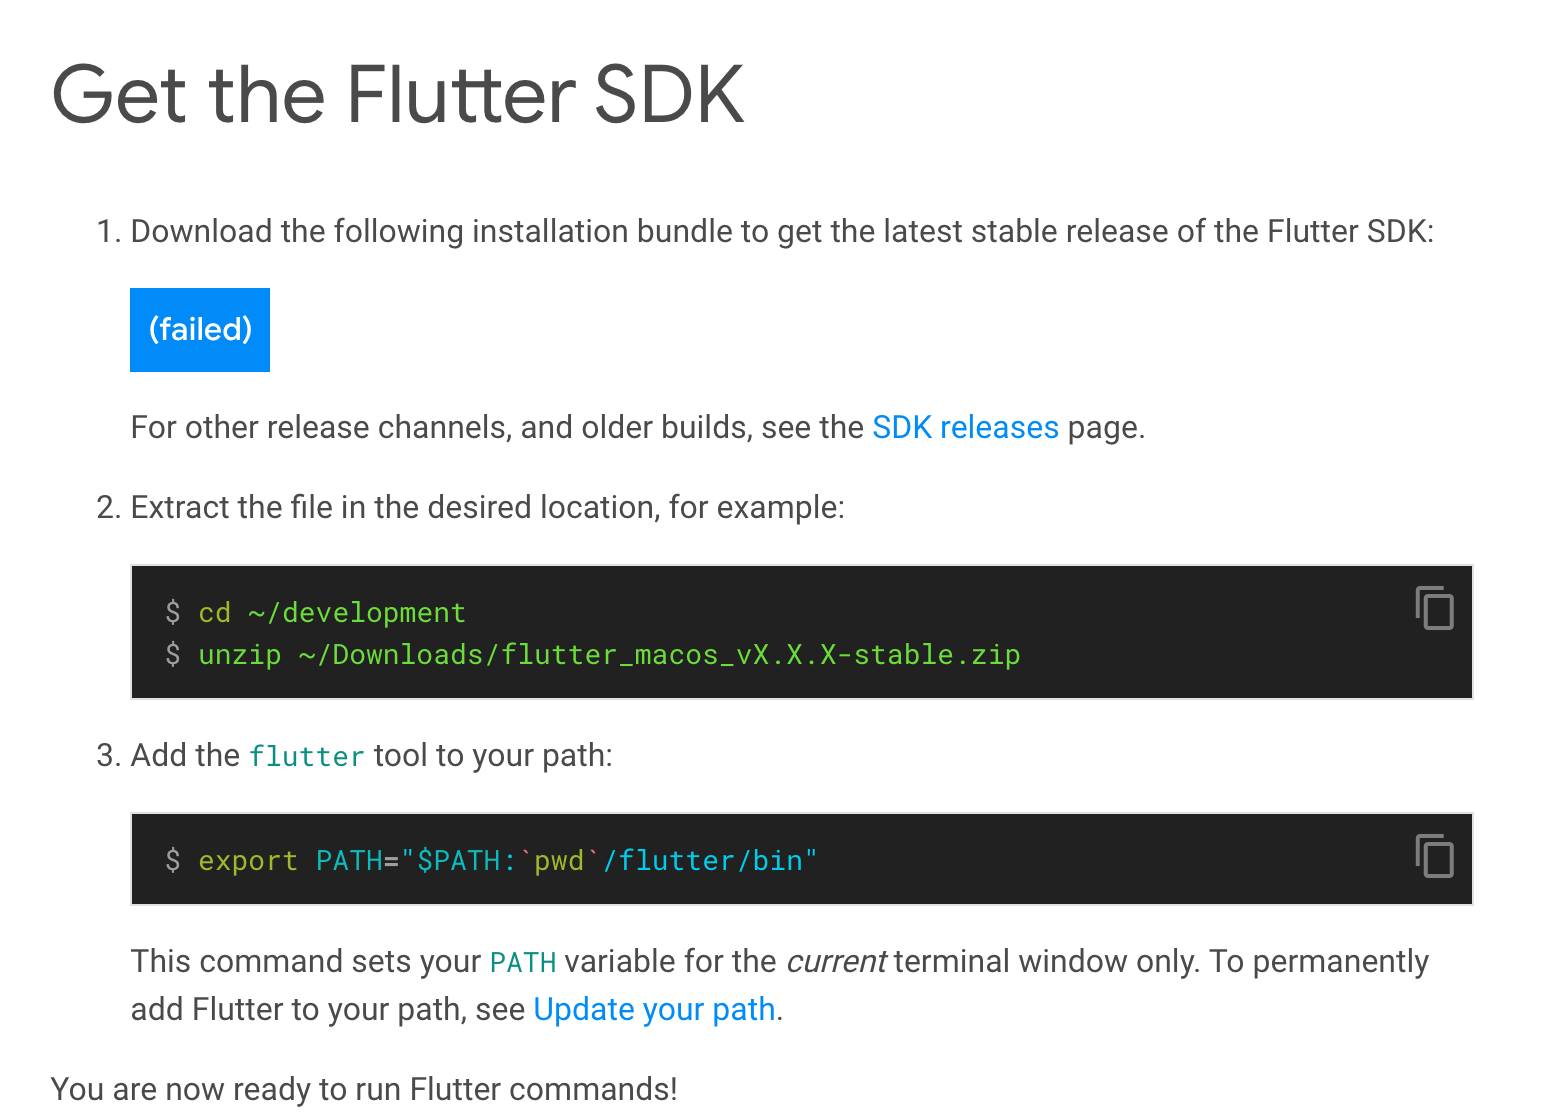 Get the Flutter SDK
1. Download the following installation bundle to get the latest stable release of the Flutter SDK:
(failed)
For other release channels, and older builds, see the SDK releases page.
2. Extract the file in the desired location, for example:
$ cd ~/development
$ unzip ~/Downloads/flutter_macos_vX.X.X-stable.zip
3. Add the flutter tool to your path:
$ export PATH="$PATH:`pwd`/flutter/bin"
This command sets your PATH variable for the current terminal window only. To permanently
add Flutter to your path, see Update your path.
You are now ready to run Flutter commands!